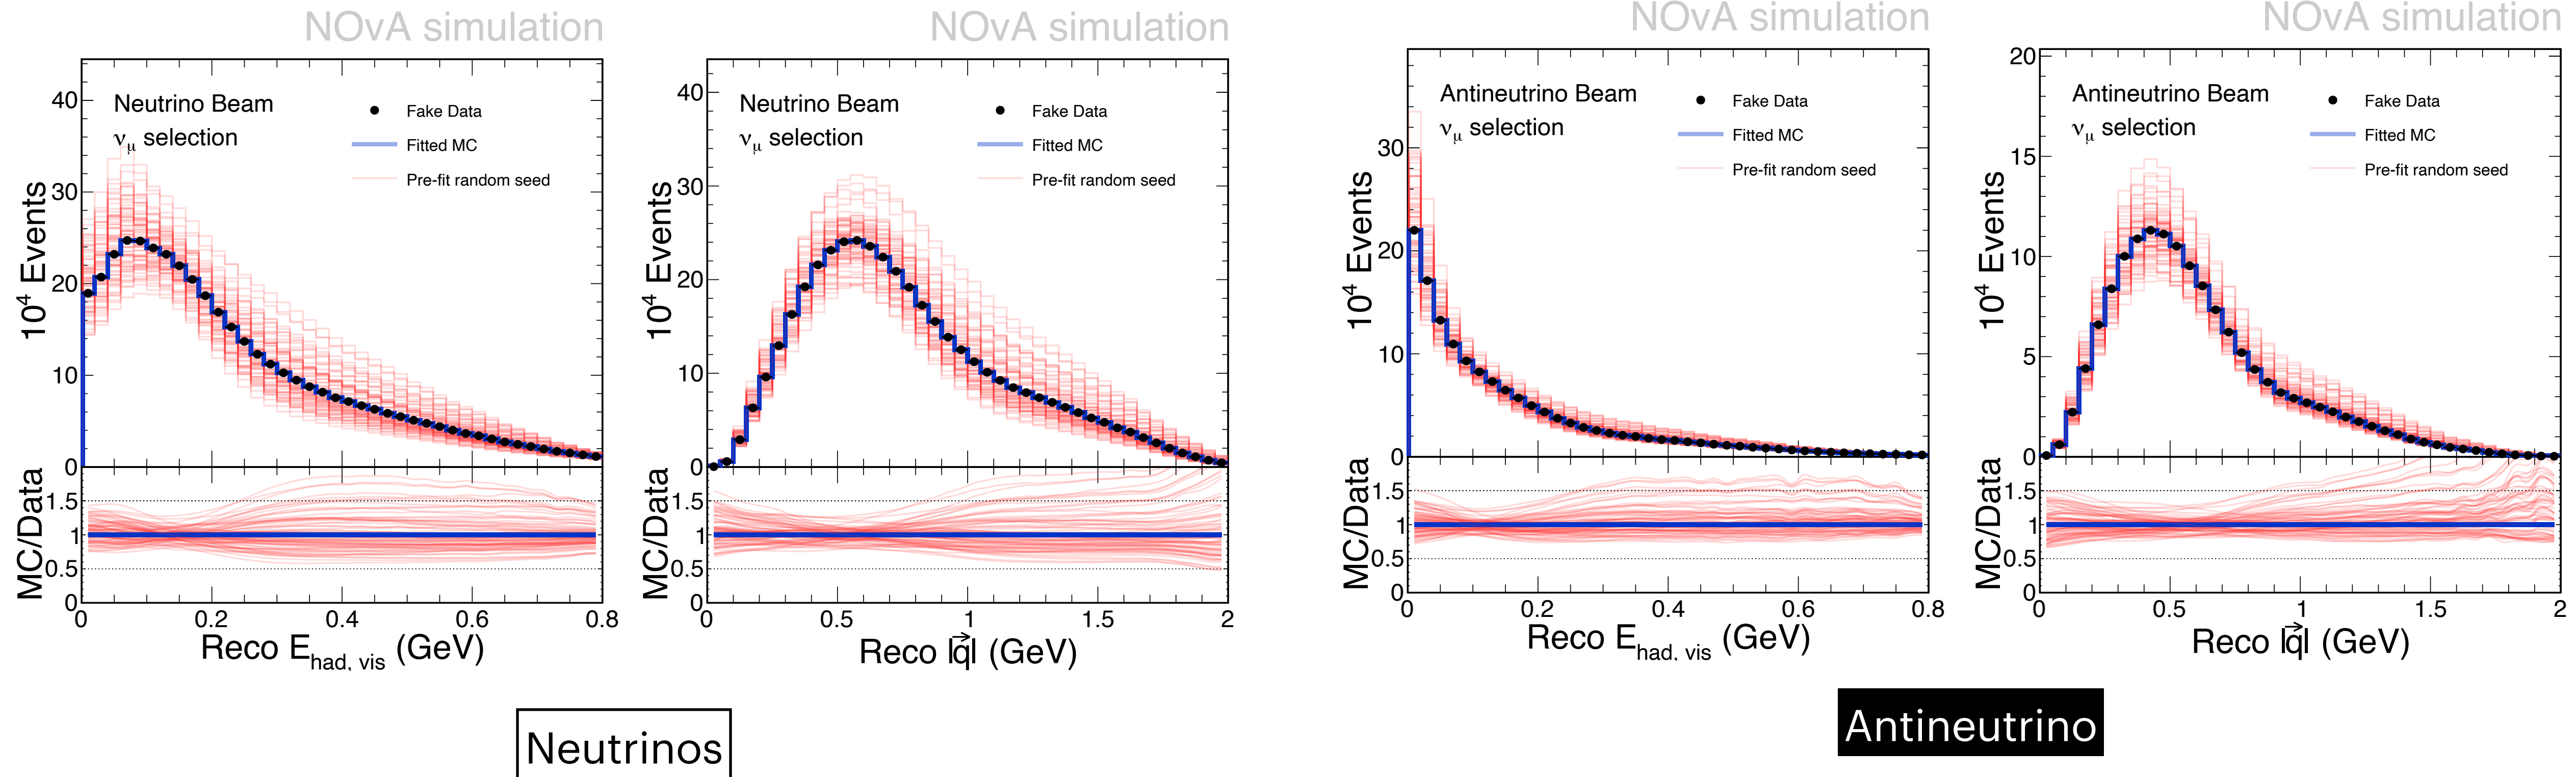 NOvA simulation
Neutrino Beam
νμ selection
Fake Data
Fitted MC
Pre-fit random seed
10⁴ Events
40
30
20
10
0
MC/Data
1.5
1
0.5
0
0 0.2 0.4 0.6 0.8
Reco E_had, vis (GeV)
NOvA simulation
Neutrino Beam
νμ selection
Fake Data
Fitted MC
Pre-fit random seed
10⁴ Events
40
30
20
10
0
MC/Data
1.5
1
0.5
0
0 0.5 1 1.5 2
Reco |q⃗| (GeV)
Neutrinos
NOvA simulation
Antineutrino Beam
νμ selection
Fake Data
Fitted MC
Pre-fit random seed
10⁴ Events
30
20
10
0
MC/Data
1.5
1
0.5
0
0 0.2 0.4 0.6 0.8
Reco E_had, vis (GeV)
NOvA simulation
Antineutrino Beam
νμ selection
Fake Data
Fitted MC
Pre-fit random seed
10⁴ Events
20
15
10
5
0
MC/Data
1.5
1
0.5
0
0 0.5 1 1.5 2
Reco |q⃗| (GeV)
Antineutrino